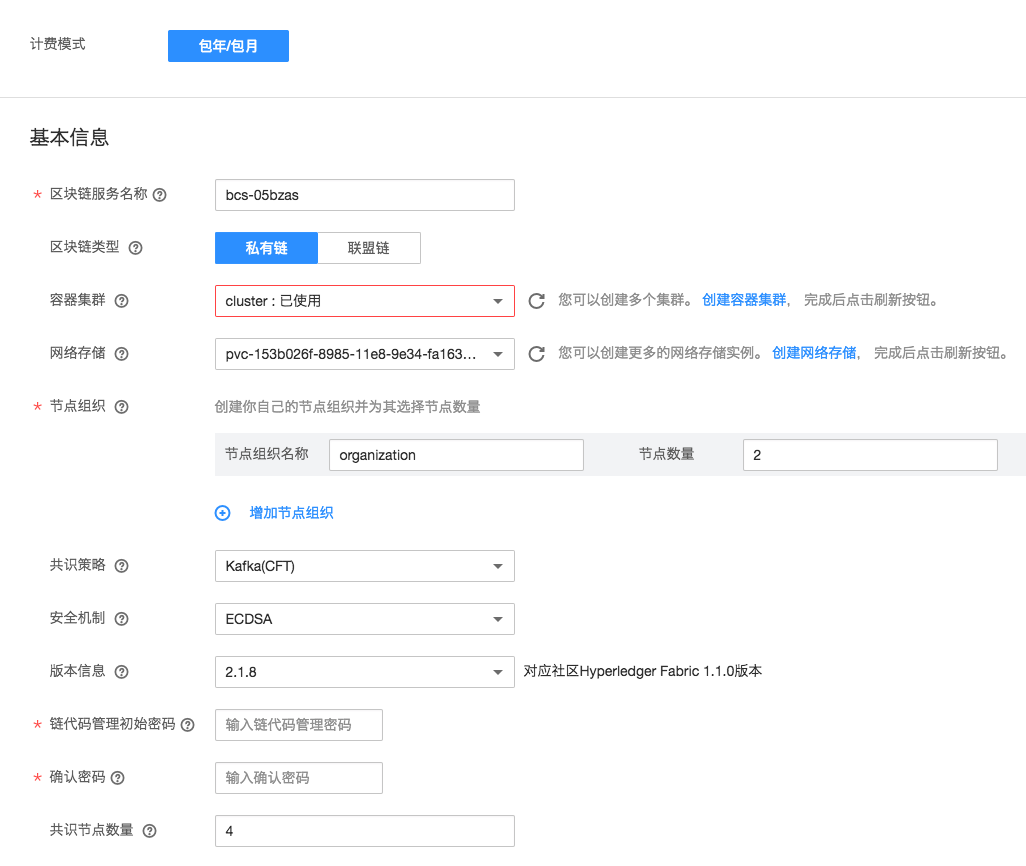 计费模式 包年/包月
基本信息
* 区块链服务名称 ? bcs-05bzas
区块链类型 ? 私有链 联盟链
容器集群 ? cluster : 已使用 您可以创建多个集群。 创建容器集群， 完成后点击刷新按钮。
网络存储 ? pvc-153b026f-8985-11e8-9e34-fa163... 您可以创建更多的网络存储实例。 创建网络存储， 完成后点击刷新按钮。
* 节点组织 ? 创建你自己的节点组织并为其选择节点数量
节点组织名称 organization 节点数量 2
增加节点组织
共识策略 ? Kafka(CFT)
安全机制 ? ECDSA
版本信息 ? 2.1.8 对应社区Hyperledger Fabric 1.1.0版本
* 链代码管理初始密码 ? 输入链代码管理密码
* 确认密码 ? 输入确认密码
共识节点数量 ? 4